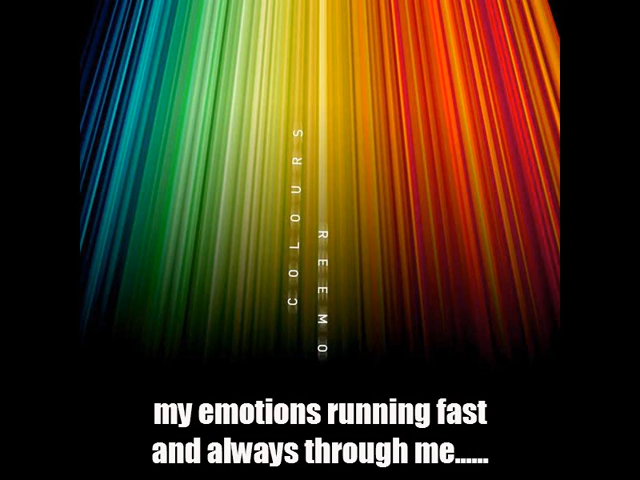 COLOURS
REEMO
my emotions running fast
and always through me......